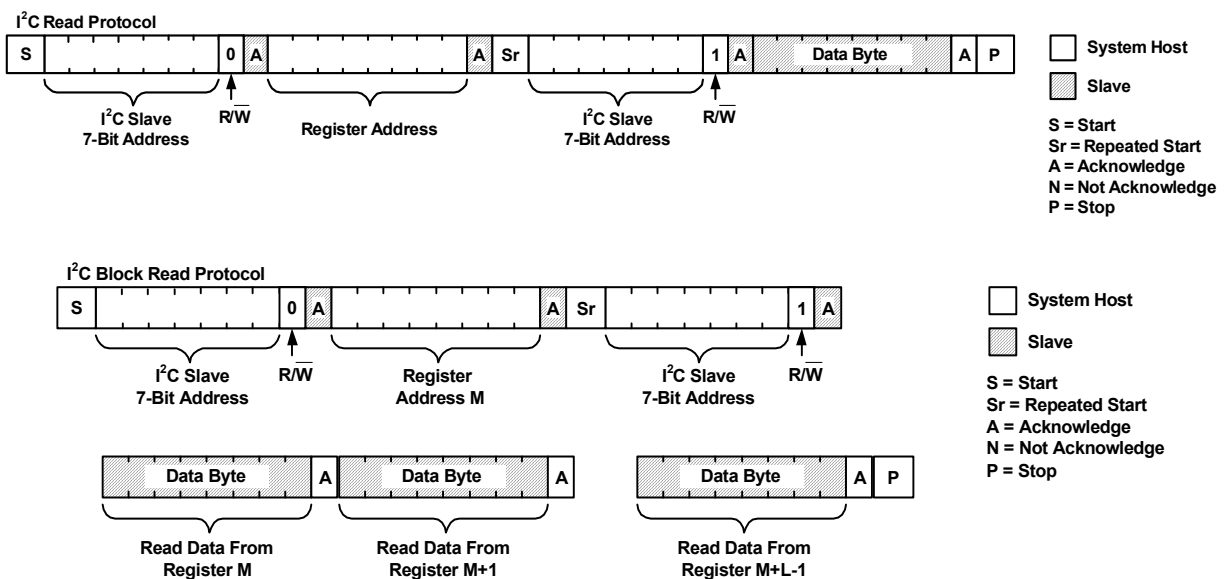 I²C Read Protocol
S 0 A A Sr 1 A Data Byte A P
I²C Slave
7-Bit Address
R/W̅
Register Address
I²C Slave
7-Bit Address
R/W̅
System Host
Slave
S = Start
Sr = Repeated Start
A = Acknowledge
N = Not Acknowledge
P = Stop
I²C Block Read Protocol
S 0 A A Sr 1 A
I²C Slave
7-Bit Address
R/W̅
Register
Address M
I²C Slave
7-Bit Address
R/W̅
Data Byte A Data Byte A Data Byte A P
Read Data From
Register M
Read Data From
Register M+1
Read Data From
Register M+L-1
System Host
Slave
S = Start
Sr = Repeated Start
A = Acknowledge
N = Not Acknowledge
P = Stop